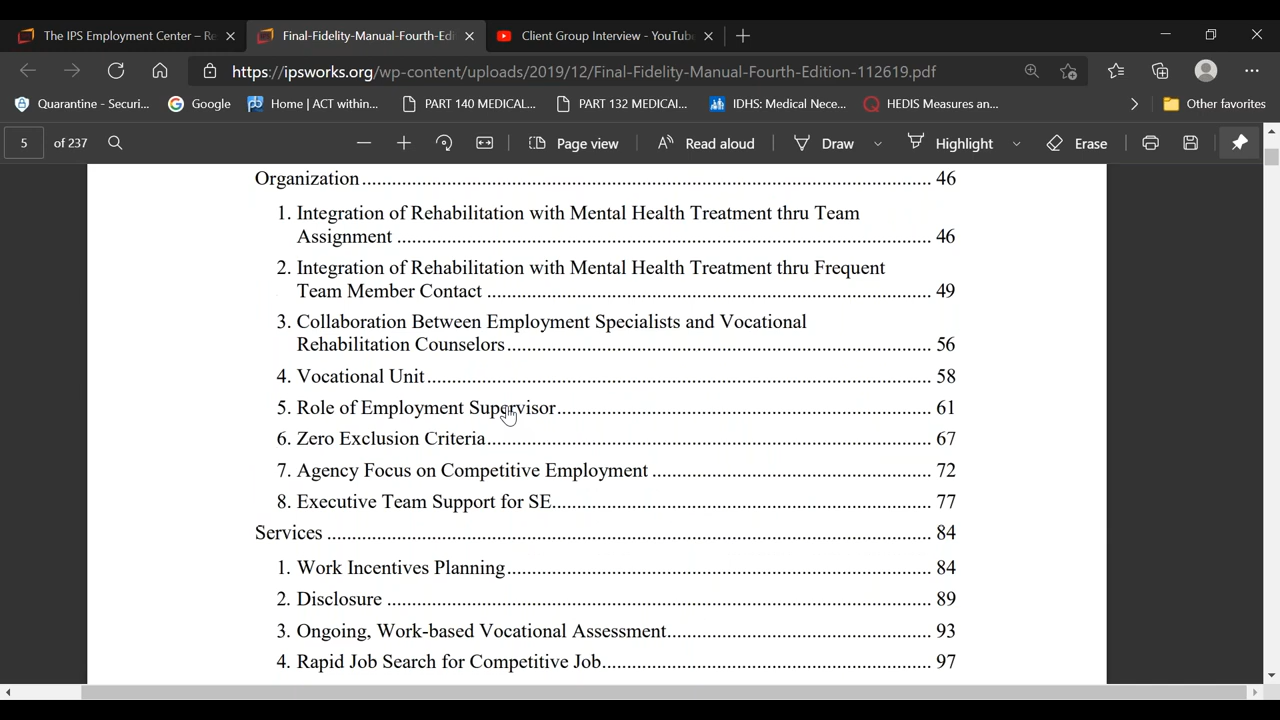 The IPS Employment Center – Re
Final-Fidelity-Manual-Fourth-Edi
Client Group Interview - YouTube
https://ipsworks.org/wp-content/uploads/2019/12/Final-Fidelity-Manual-Fourth-Edition-112619.pdf
Quarantine - Securi...
Google
Home | ACT within...
PART 140 MEDICAL...
PART 132 MEDICAL...
IDHS: Medical Nece...
HEDIS Measures an...
Other favorites
5 of 237
Page view
Read aloud
Draw
Highlight
Erase
Organization 46
1. Integration of Rehabilitation with Mental Health Treatment thru Team
Assignment 46
2. Integration of Rehabilitation with Mental Health Treatment thru Frequent
Team Member Contact 49
3. Collaboration Between Employment Specialists and Vocational
Rehabilitation Counselors 56
4. Vocational Unit 58
5. Role of Employment Supervisor 61
6. Zero Exclusion Criteria 67
7. Agency Focus on Competitive Employment 72
8. Executive Team Support for SE 77
Services 84
1. Work Incentives Planning 84
2. Disclosure 89
3. Ongoing, Work-based Vocational Assessment 93
4. Rapid Job Search for Competitive Job 97